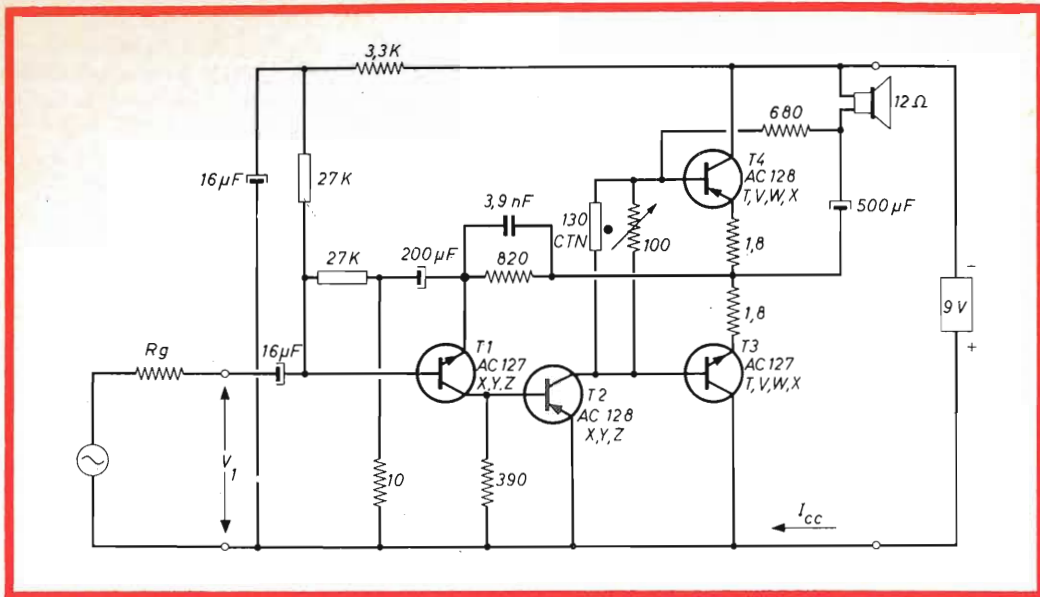 3,3K
12Ω
680
T4
AC 128
T,V,W,X
16µF
27K
3,9 nF
130
CTN
100
500µF
1,8
27K
200µF
820
1,8
9V
-
+
Rg
16µF
T1
AC 127
X,Y,Z
T3
AC 127
T,V,W,X
T2
AC 128
X,Y,Z
V1
10
390
Icc